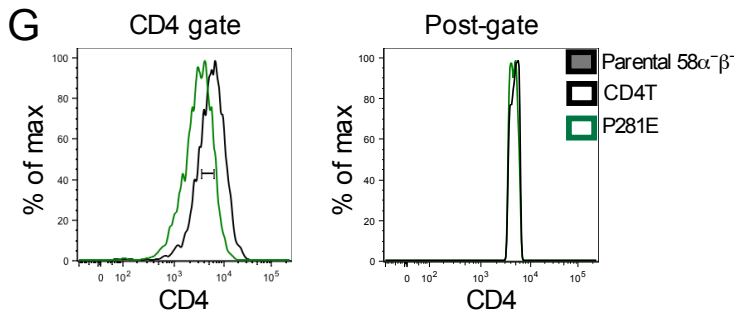 G
CD4 gate
Post-gate
% of max
100
80
60
40
20
0
0 10² 10³ 10⁴ 10⁵
CD4
% of max
100
80
60
40
20
0
0 10² 10³ 10⁴ 10⁵
CD4
Parental 58α⁻β⁻
CD4T
P281E